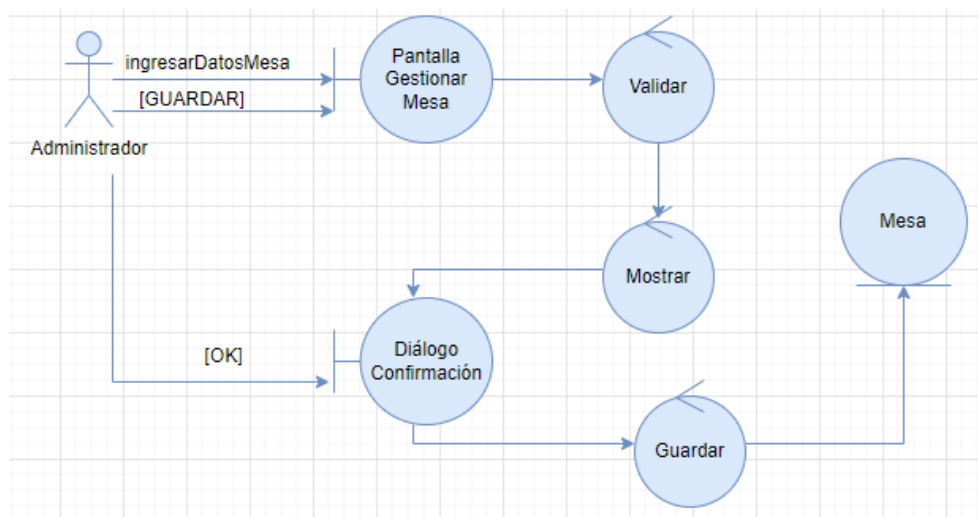 ingresarDatosMesa
[GUARDAR]
Administrador
Pantalla
Gestionar
Mesa
Validar
Mesa
Mostrar
[OK]
Diálogo
Confirmación
Guardar